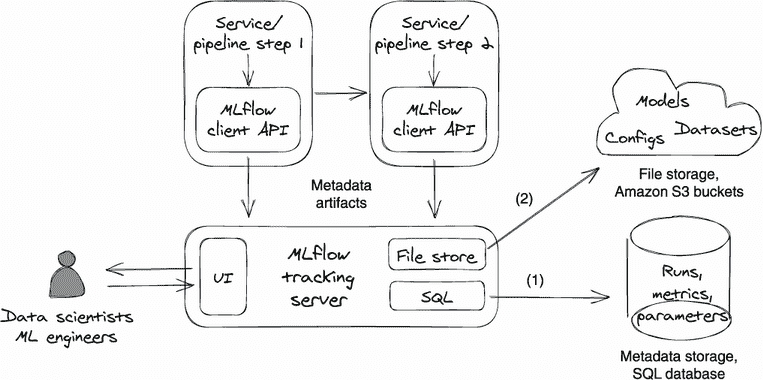 Service/
pipeline step 1
MLflow
client API
Service/
pipeline step 2
MLflow
client API
Models
Configs
Datasets
File storage,
Amazon S3 buckets
Metadata
artifacts
(2)
UI
MLflow
tracking
server
File store
SQL
(1)
Runs,
metrics,
parameters
Data scientists
ML engineers
Metadata storage,
SQL database